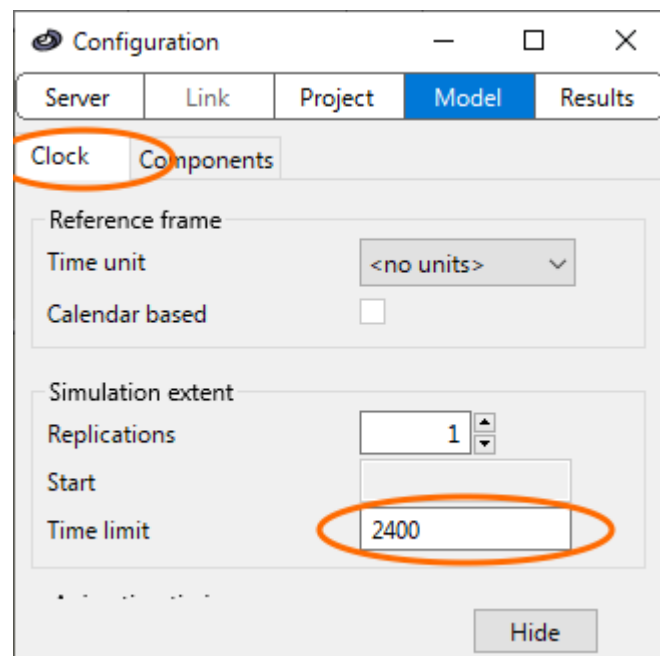 Configuration
Server Link Project Model Results
Clock Components
Reference frame
Time unit <no units>
Calendar based
Simulation extent
Replications 1
Start
Time limit 2400
Hide